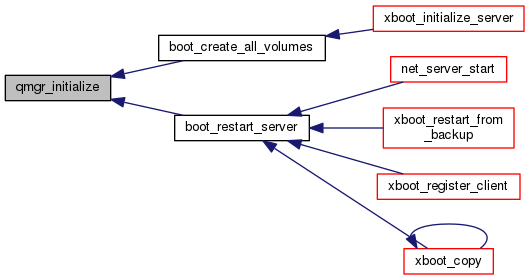 xboot_initialize_server
boot_create_all_volumes
net_server_start
qmgr_initialize
xboot_restart_from
_backup
boot_restart_server
xboot_register_client
xboot_copy